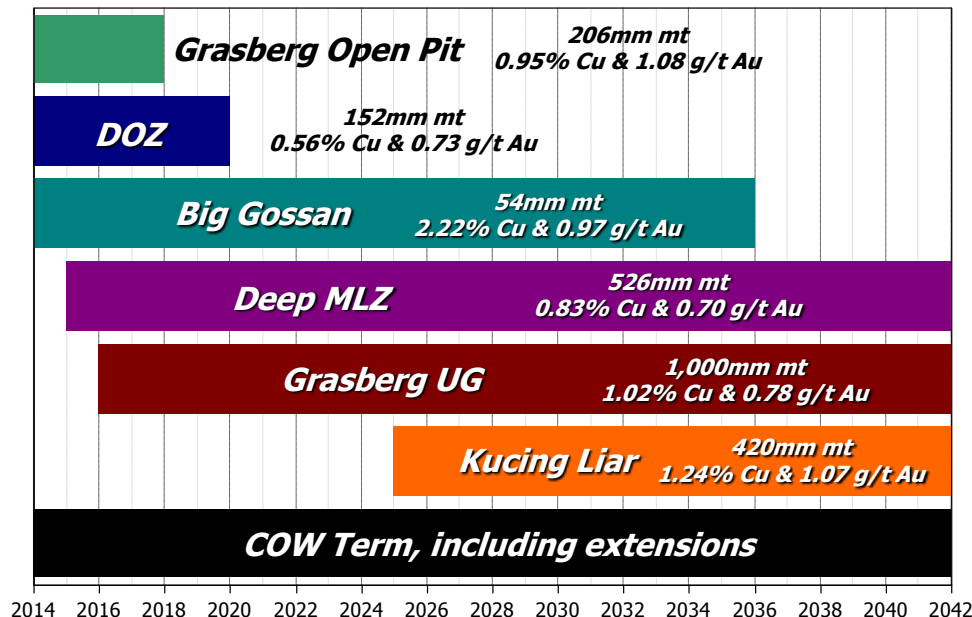 Grasberg Open Pit
206mm mt
0.95% Cu & 1.08 g/t Au
DOZ
152mm mt
0.56% Cu & 0.73 g/t Au
Big Gossan
54mm mt
2.22% Cu & 0.97 g/t Au
Deep MLZ
526mm mt
0.83% Cu & 0.70 g/t Au
Grasberg UG
1,000mm mt
1.02% Cu & 0.78 g/t Au
Kucing Liar
420mm mt
1.24% Cu & 1.07 g/t Au
COW Term, including extensions
2014 2016 2018 2020 2022 2024 2026 2028 2030 2032 2034 2036 2038 2040 2042